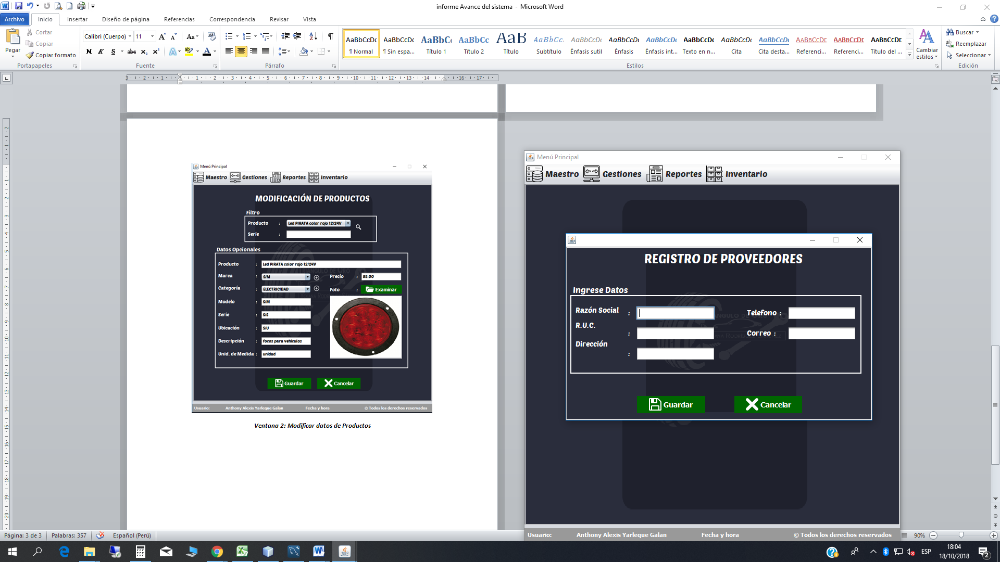 informe Avance del sistema - Microsoft Word
Archivo Inicio Insertar Diseño de página Referencias Correspondencia Revisar Vista
Pegar
Cortar
Copiar
Copiar formato
Portapapeles
Calibri (Cuerpo) 11
Fuente
Párrafo
AaBbCcDc AaBbCcDc AaBbC AaBbCc AaB AaBbCc. AaBbCcDc AaBbCcDc AaBbCcDc AaBbCcDc AaBbCcDc AaBbCcDc AABBCCDE AABBCCDE AABBCCDE
¶ Normal ¶ Sin espa... Título 1 Título 2 Título Subtítulo Énfasis sutil Énfasis Énfasis int... Texto en n... Cita Cita desta... Referenci... Referenci... Título del ...
Estilos
Cambiar estilos
Buscar
Reemplazar
Seleccionar
Edición
Menú Principal
Maestro Gestiones Reportes Inventario
MODIFICACIÓN DE PRODUCTOS
Filtro
Producto : Led PIRATA color rojo 12/24V
Serie :
Datos Opcionales
Producto : Led PIRATA color rojo 12/24V
Marca : S/M Precio : 85.00
Categoría : ELECTRICIDAD Foto : Examinar
Modelo : S/M
Serie : S/S
Ubicación : S/U
Descripción : focos para vehiculos
Unid. de Medida : unidad
Guardar Cancelar
Usuario: Anthony Alexis Yarleque Galan Fecha y hora © Todos los derechos reservados
Ventana 2: Modificar datos de Productos
Menú Principal
Maestro Gestiones Reportes Inventario
REGISTRO DE PROVEEDORES
Ingrese Datos
Razón Social : Telefono :
R.U.C. : Correo :
Dirección :
Guardar Cancelar
Usuario: Anthony Alexis Yarleque Galan Fecha y hora © Todos los derechos reservados
Página: 3 de 3 Palabras: 357 Español (Perú) 90%
ESP
18:04
18/10/2018
2